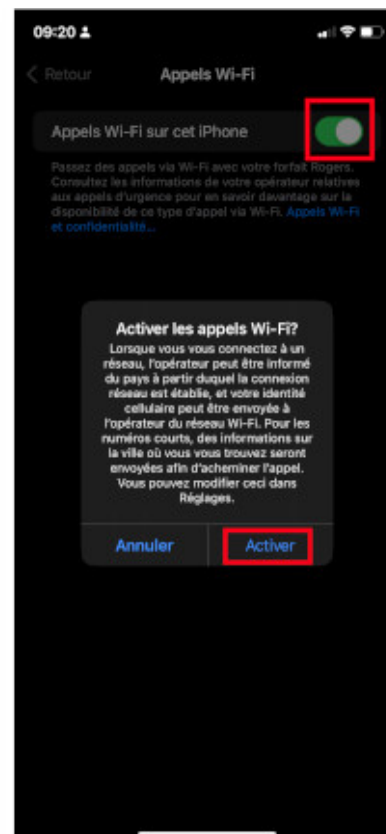 09:20
Retour
Appels Wi-Fi
Appels Wi-Fi sur cet iPhone
Passez des appels via Wi-Fi avec votre forfait Rogers.
Consultez les informations de votre opérateur relatives
aux appels d'urgence pour en savoir davantage sur la
disponibilité de ce type d'appel via Wi-Fi. Appels Wi-Fi
et confidentialité...
Activer les appels Wi-Fi?
Lorsque vous vous connectez à un
réseau, l'opérateur peut être informé
du pays à partir duquel la connexion
réseau est établie, et votre identité
cellulaire peut être envoyée à
l'opérateur du réseau Wi-Fi. Pour les
numéros courts, des informations sur
la ville où vous vous trouvez seront
envoyées afin d'acheminer l'appel.
Vous pouvez modifier ceci dans
Réglages.
Annuler
Activer